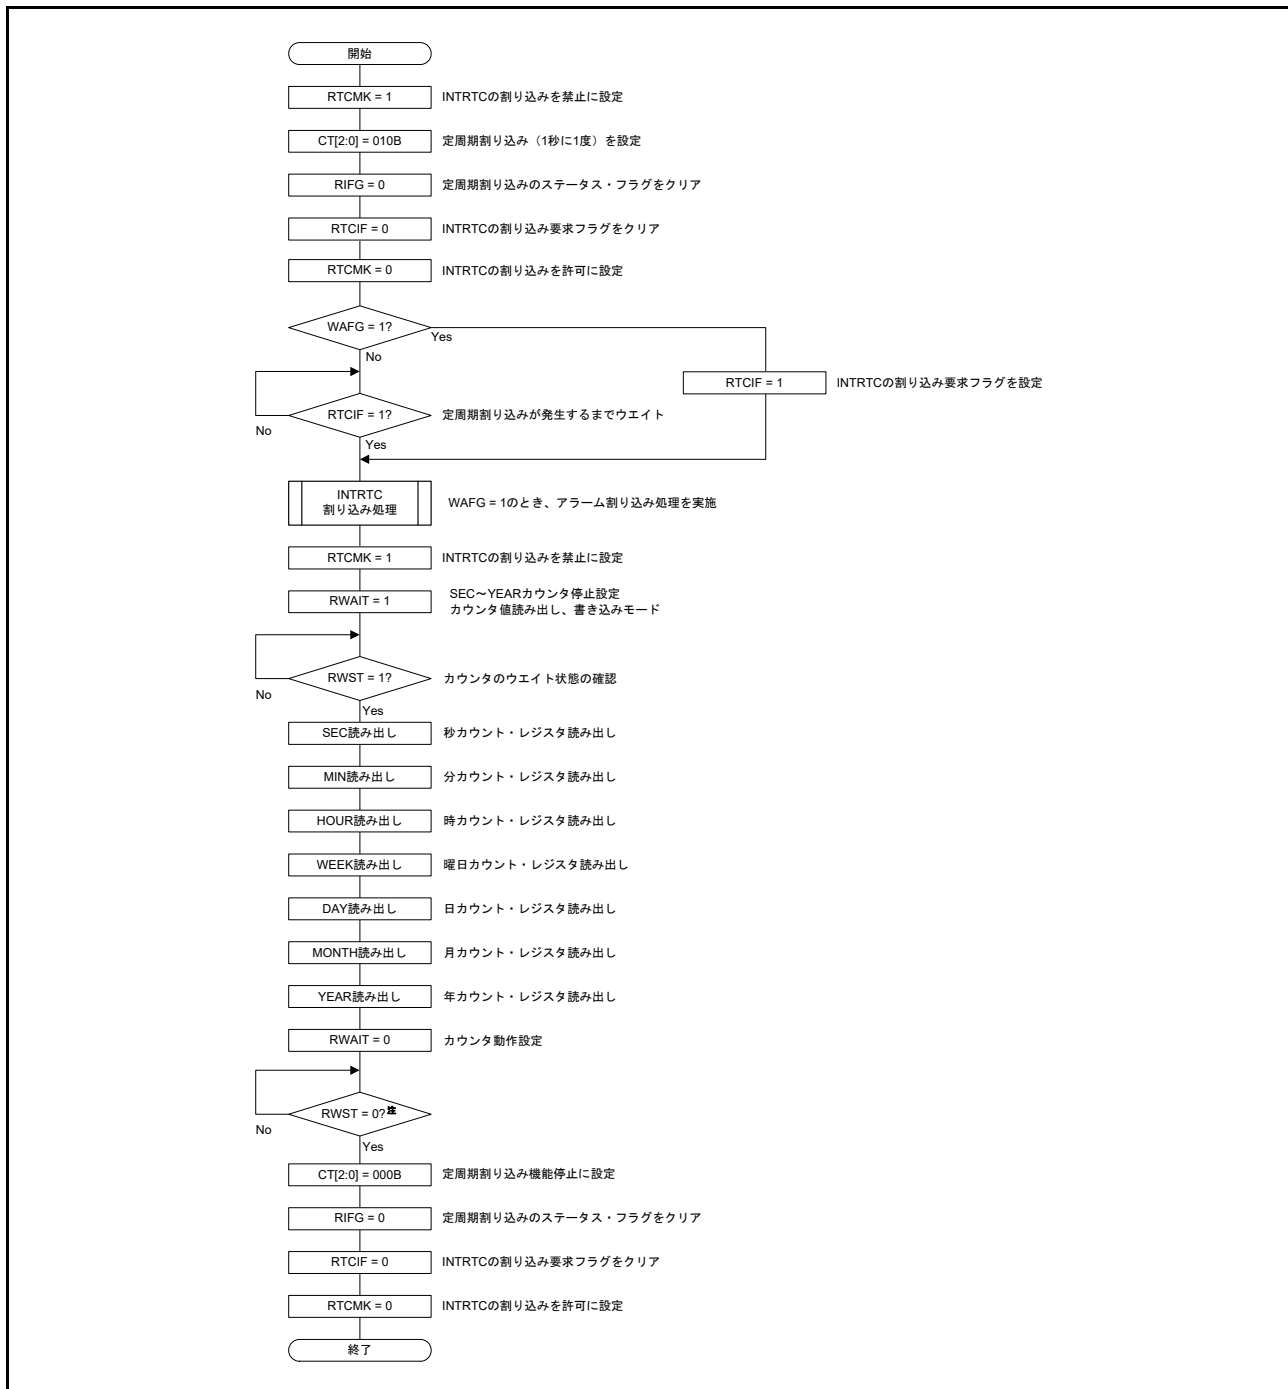 開始
RTCMK = 1
INTRTCの割り込みを禁止に設定
CT[2:0] = 010B
定周期割り込み（1秒に1度）を設定
RIFG = 0
定周期割り込みのステータス・フラグをクリア
RTCIF = 0
INTRTCの割り込み要求フラグをクリア
RTCMK = 0
INTRTCの割り込みを許可に設定
WAFG = 1?
Yes
No
RTCIF = 1
INTRTCの割り込み要求フラグを設定
RTCIF = 1?
定周期割り込みが発生するまでウエイト
No
Yes
INTRTC
割り込み処理
WAFG = 1のとき、アラーム割り込み処理を実施
RTCMK = 1
INTRTCの割り込みを禁止に設定
RWAIT = 1
SEC～YEARカウンタ停止設定
カウンタ値読み出し、書き込みモード
RWST = 1?
カウンタのウエイト状態の確認
No
Yes
SEC読み出し
秒カウント・レジスタ読み出し
MIN読み出し
分カウント・レジスタ読み出し
HOUR読み出し
時カウント・レジスタ読み出し
WEEK読み出し
曜日カウント・レジスタ読み出し
DAY読み出し
日カウント・レジスタ読み出し
MONTH読み出し
月カウント・レジスタ読み出し
YEAR読み出し
年カウント・レジスタ読み出し
RWAIT = 0
カウンタ動作設定
RWST = 0?注
No
Yes
CT[2:0] = 000B
定周期割り込み機能停止に設定
RIFG = 0
定周期割り込みのステータス・フラグをクリア
RTCIF = 0
INTRTCの割り込み要求フラグをクリア
RTCMK = 0
INTRTCの割り込みを許可に設定
終了